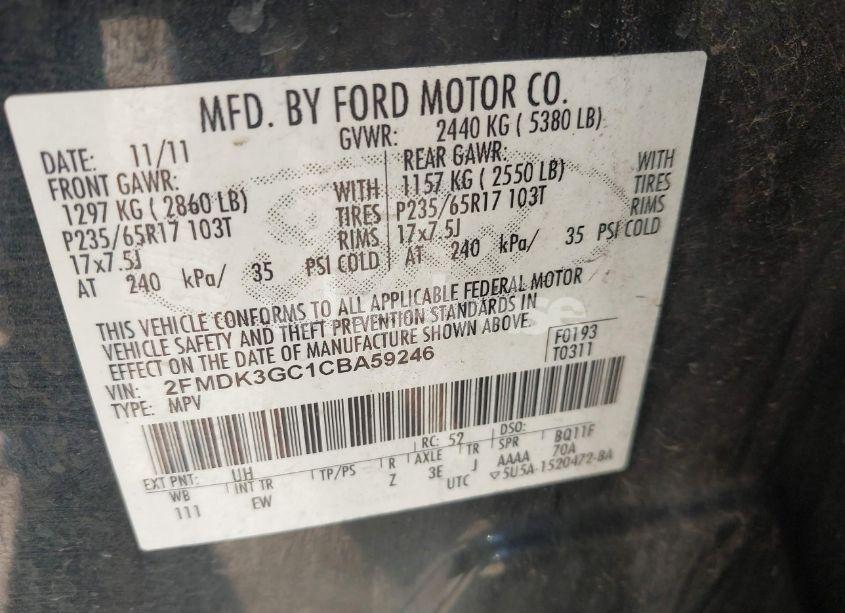 MFD. BY FORD MOTOR CO.
DATE: 11/11 GVWR: 2440 KG ( 5380 LB)
FRONT GAWR: REAR GAWR:
1297 KG ( 2860 LB) WITH 1157 KG ( 2550 LB) WITH
P235/65R17 103T TIRES P235/65R17 103T TIRES
17x7.5J RIMS 17x7.5J RIMS
AT 240 kPa/ 35 PSI COLD AT 240 kPa/ 35 PSI COLD
THIS VEHICLE CONFORMS TO ALL APPLICABLE FEDERAL MOTOR
VEHICLE SAFETY AND THEFT PREVENTION STANDARDS IN
EFFECT ON THE DATE OF MANUFACTURE SHOWN ABOVE.
VIN: 2FMDK3GC1CBA59246
TYPE: MPV
F0193
T0311
EXT PNT: UH RC: 52 DSO: BQ11F
WB INT TR TP/PS R AXLE TR SPR 70A
111 EW Z 3E J AAAA
UTC 5U5A-1520472-BA